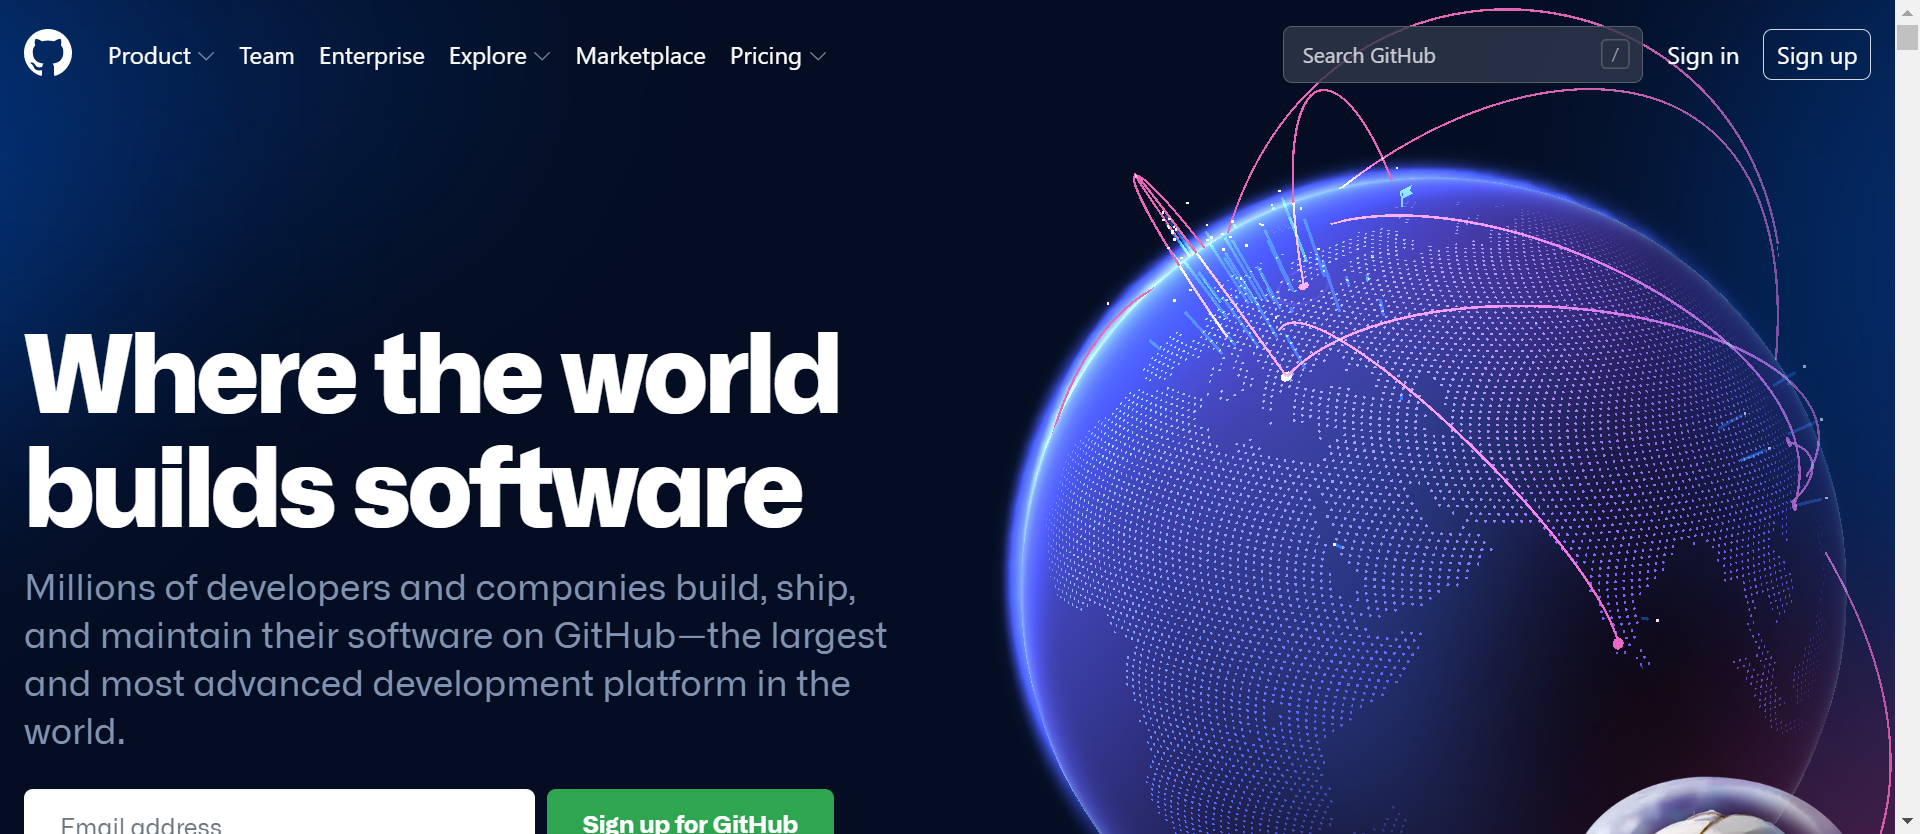 Product Team Enterprise Explore Marketplace Pricing Search GitHub / Sign in Sign up
Where the world
builds software
Millions of developers and companies build, ship,
and maintain their software on GitHub—the largest
and most advanced development platform in the
world.
Email address Sign up for GitHub